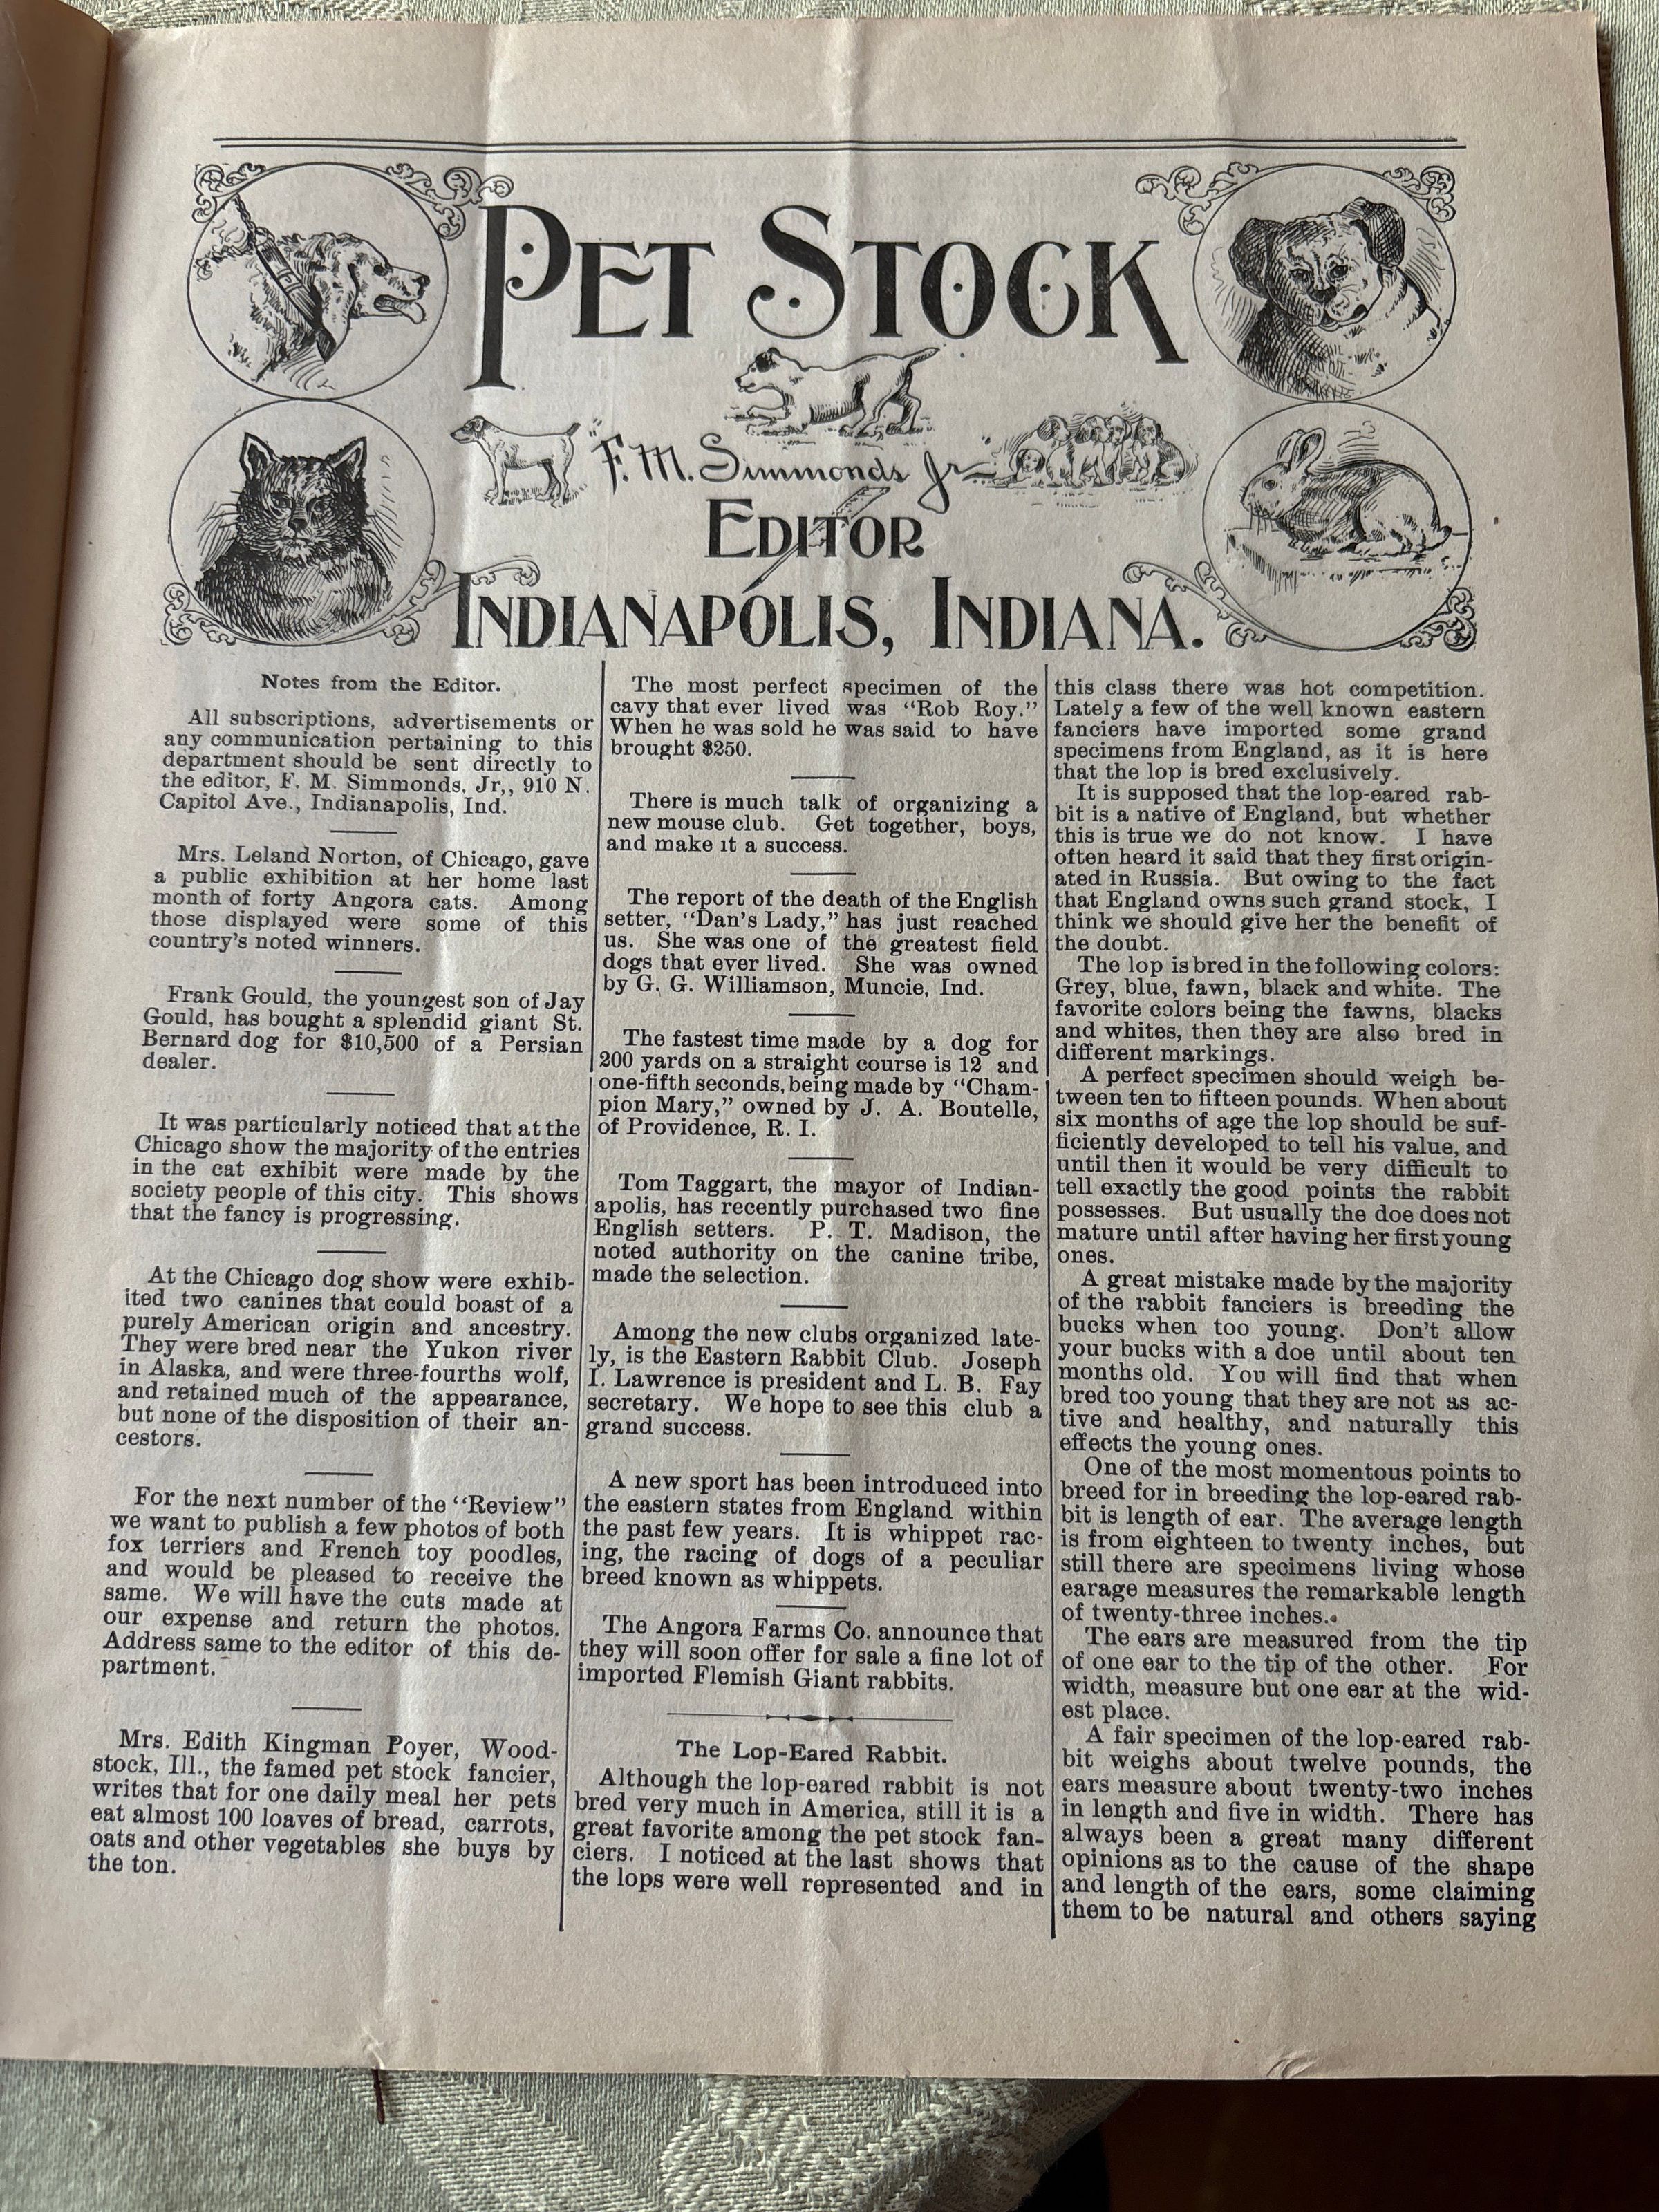 PET STOCK
F. M. Simmonds Jr
EDITOR
INDIANAPOLIS, INDIANA.
Notes from the Editor.
All subscriptions, advertisements or
any communication pertaining to this
department should be sent directly to
the editor, F. M. Simmonds, Jr,, 910 N.
Capitol Ave., Indianapolis, Ind.
Mrs. Leland Norton, of Chicago, gave
a public exhibition at her home last
month of forty Angora cats. Among
those displayed were some of this
country's noted winners.
Frank Gould, the youngest son of Jay
Gould, has bought a splendid giant St.
Bernard dog for $10,500 of a Persian
dealer.
It was particularly noticed that at the
Chicago show the majority of the entries
in the cat exhibit were made by the
society people of this city. This shows
that the fancy is progressing.
At the Chicago dog show were exhib-
ited two canines that could boast of a
purely American origin and ancestry.
They were bred near the Yukon river
in Alaska, and were three-fourths wolf,
and retained much of the appearance,
but none of the disposition of their an-
cestors.
For the next number of the "Review"
we want to publish a few photos of both
fox terriers and French toy poodles,
and would be pleased to receive the
same. We will have the cuts made at
our expense and return the photos.
Address same to the editor of this de-
partment.
Mrs. Edith Kingman Poyer, Wood-
stock, Ill., the famed pet stock fancier,
writes that for one daily meal her pets
eat almost 100 loaves of bread, carrots,
oats and other vegetables she buys by
the ton.
The most perfect specimen of the
cavy that ever lived was "Rob Roy."
When he was sold he was said to have
brought $250.
There is much talk of organizing a
new mouse club. Get together, boys,
and make it a success.
The report of the death of the English
setter, "Dan's Lady," has just reached
us. She was one of the greatest field
dogs that ever lived. She was owned
by G. G. Williamson, Muncie, Ind.
The fastest time made by a dog for
200 yards on a straight course is 12 and
one-fifth seconds, being made by "Cham-
pion Mary," owned by J. A. Boutelle,
of Providence, R. I.
Tom Taggart, the mayor of Indian-
apolis, has recently purchased two fine
English setters. P. T. Madison, the
noted authority on the canine tribe,
made the selection.
Among the new clubs organized late-
ly, is the Eastern Rabbit Club. Joseph
I. Lawrence is president and L. B. Fay
secretary. We hope to see this club a
grand success.
A new sport has been introduced into
the eastern states from England within
the past few years. It is whippet rac-
ing, the racing of dogs of a peculiar
breed known as whippets.
The Angora Farms Co. announce that
they will soon offer for sale a fine lot of
imported Flemish Giant rabbits.
The Lop-Eared Rabbit.
Although the lop-eared rabbit is not
bred very much in America, still it is a
great favorite among the pet stock fan-
ciers. I noticed at the last shows that
the lops were well represented and in
this class there was hot competition.
Lately a few of the well known eastern
fanciers have imported some grand
specimens from England, as it is here
that the lop is bred exclusively.
It is supposed that the lop-eared rab-
bit is a native of England, but whether
this is true we do not know. I have
often heard it said that they first origin-
ated in Russia. But owing to the fact
that England owns such grand stock, I
think we should give her the benefit of
the doubt.
The lop is bred in the following colors:
Grey, blue, fawn, black and white. The
favorite colors being the fawns, blacks
and whites, then they are also bred in
different markings.
A perfect specimen should weigh be-
tween ten to fifteen pounds. When about
six months of age the lop should be suf-
ficiently developed to tell his value, and
until then it would be very difficult to
tell exactly the good points the rabbit
possesses. But usually the doe does not
mature until after having her first young
ones.
A great mistake made by the majority
of the rabbit fanciers is breeding the
bucks when too young. Don't allow
your bucks with a doe until about ten
months old. You will find that when
bred too young that they are not as ac-
tive and healthy, and naturally this
effects the young ones.
One of the most momentous points to
breed for in breeding the lop-eared rab-
bit is length of ear. The average length
is from eighteen to twenty inches, but
still there are specimens living whose
earage measures the remarkable length
of twenty-three inches.
The ears are measured from the tip
of one ear to the tip of the other. For
width, measure but one ear at the wid-
est place.
A fair specimen of the lop-eared rab-
bit weighs about twelve pounds, the
ears measure about twenty-two inches
in length and five in width. There has
always been a great many different
opinions as to the cause of the shape
and length of the ears, some claiming
them to be natural and others saying